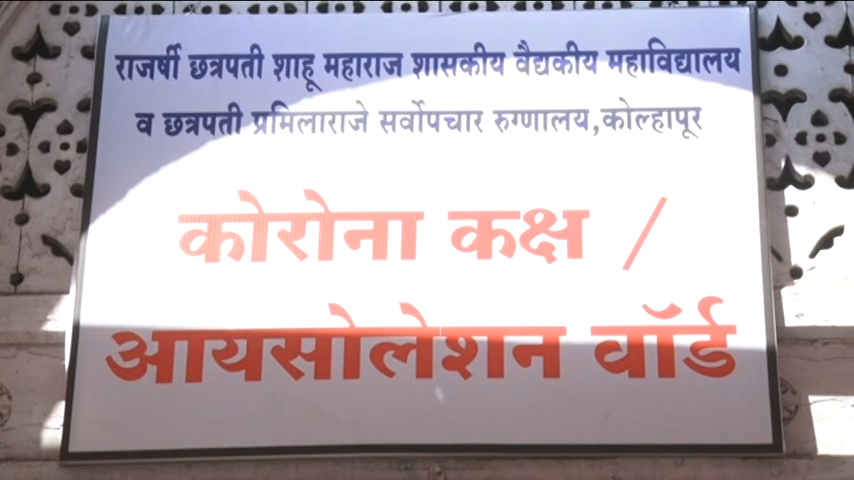 राजर्षी छत्रपती शाहू महाराज शासकीय वैद्यकीय महाविद्यालय
व छत्रपती प्रमिलाराजे सर्वोपचार रुग्णालय,कोल्हापूर
कोरोना कक्ष /
आयसोलेशन वॉर्ड